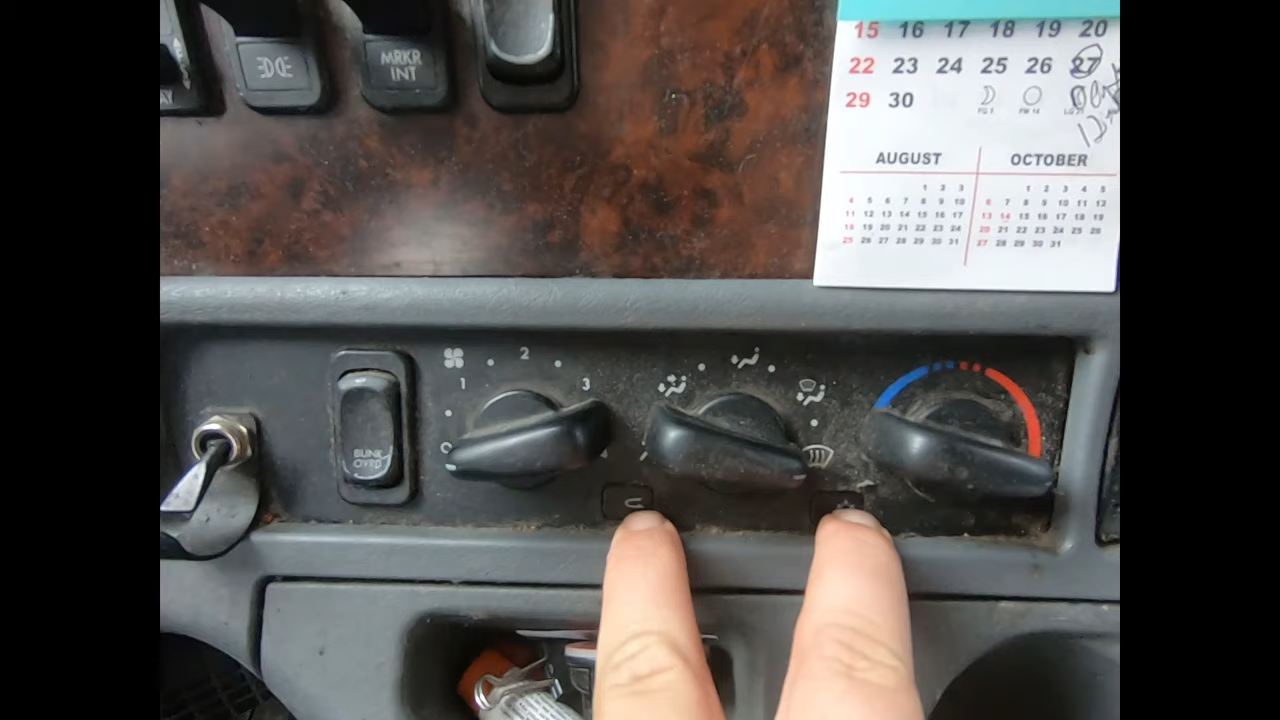 MRKR
INT
15 16 17 18 19 20
22 23 24 25 26 27
29 30
AUGUST
1 2 3
4 5 6 7 8 9 10
11 12 13 14 15 16 17
18 19 20 21 22 23 24
25 26 27 28 29 30 31
OCTOBER
1 2 3 4 5
6 7 8 9 10 11 12
13 14 15 16 17 18 19
20 21 22 23 24 25 26
27 28 29 30 31
2
1
3
BUNK
OVRD